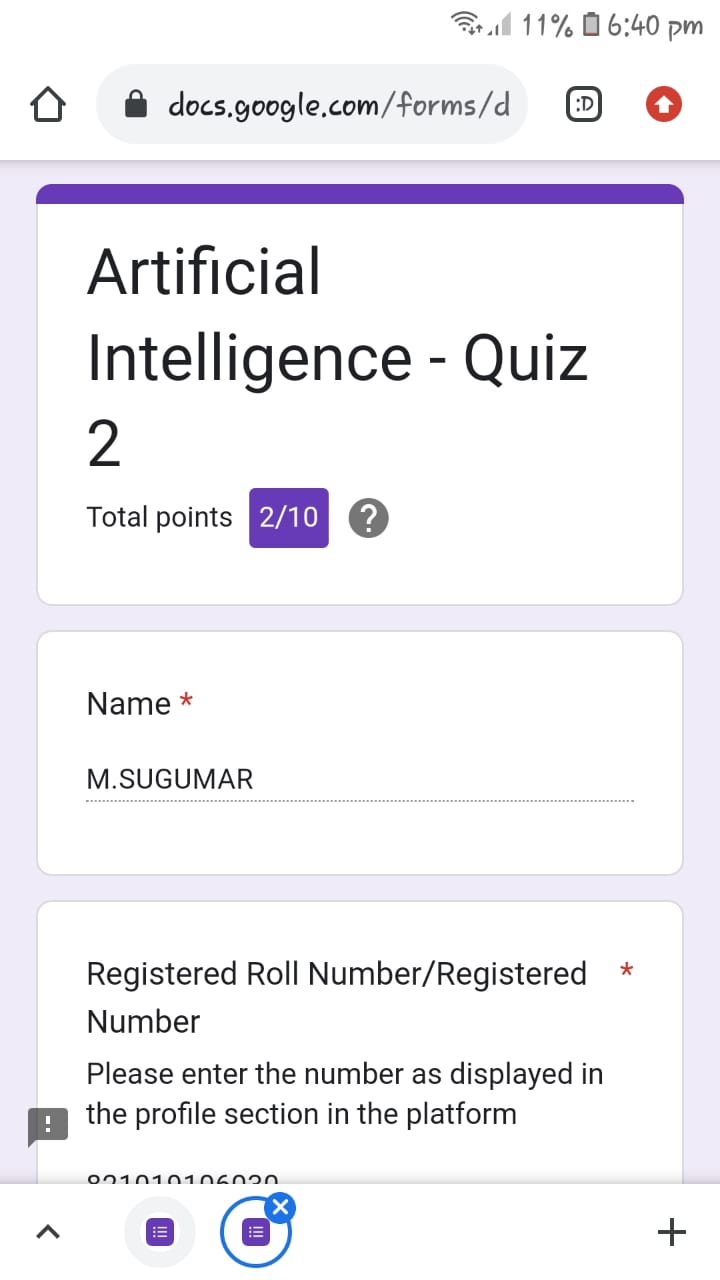 11% 6:40 pm
docs.google.com/forms/d :D
Artificial
Intelligence - Quiz
2
Total points 2/10 ?
Name *
M.SUGUMAR
Registered Roll Number/Registered *
Number
Please enter the number as displayed in
the profile section in the platform